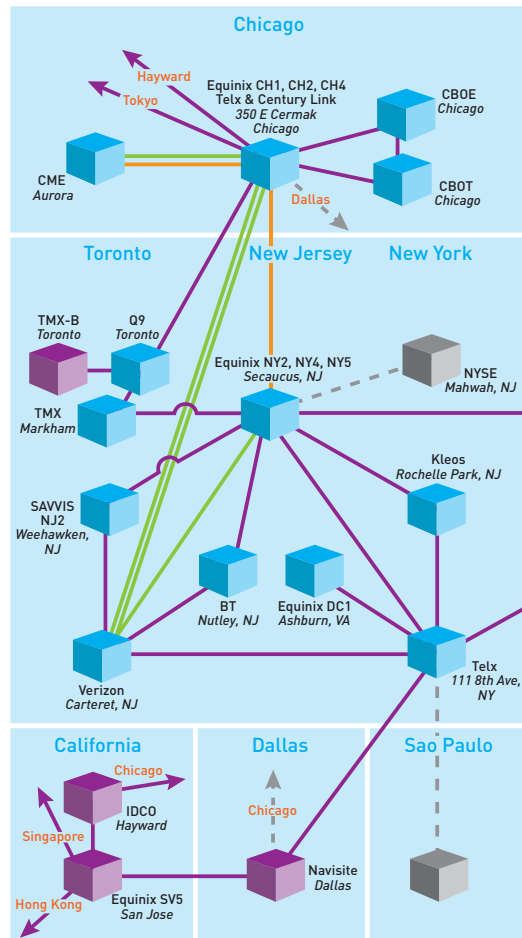 Chicago
Hayward
Tokyo
Equinix CH1, CH2, CH4
Telx & Century Link
350 E Cermak
Chicago
CBOE
Chicago
CME
Aurora
CBOT
Chicago
Dallas
Toronto
New Jersey
New York
TMX-B
Toronto
Q9
Toronto
TMX
Markham
Equinix NY2, NY4, NY5
Secaucus, NJ
NYSE
Mahwah, NJ
Kleos
Rochelle Park, NJ
SAVVIS
NJ2
Weehawken,
NJ
BT
Nutley, NJ
Equinix DC1
Ashburn, VA
Verizon
Carteret, NJ
Telx
111 8th Ave,
NY
California
Chicago
IDCO
Hayward
Singapore
Hong Kong
Equinix SV5
San Jose
Dallas
Chicago
Navisite
Dallas
Sao Paulo